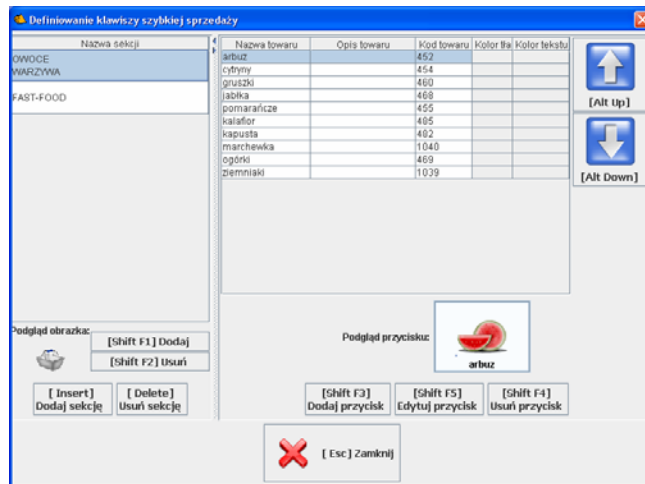 Definiowanie klawiszy szybkiej sprzedaży
Nazwa sekcji
OWOCE
WARZYWA
FAST-FOOD
Nazwa towaru Opis towaru Kod towaru Kolor tła Kolor tekstu
arbuz 452
cytryny 454
gruszki 460
jabłka 468
pomarańcze 455
kalafior 485
kapusta 482
marchewka 1040
ogórki 469
ziemniaki 1039
[Alt Up]
[Alt Down]
Podgląd obrazka:
[Shift F1] Dodaj
[Shift F2] Usuń
[ Insert]
Dodaj sekcję
[ Delete]
Usuń sekcję
Podgląd przycisku:
arbuz
[Shift F3]
Dodaj przycisk
[Shift F5]
Edytuj przycisk
[Shift F4]
Usuń przycisk
[ Esc ] Zamknij